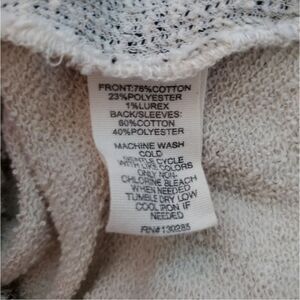 FRONT:76%COTTON
23%POLYESTER
1%LUREX
BACK/SLEEVES:
60%COTTON
40%POLYESTER
MACHINE WASH
COLD
GENTLE CYCLE
WITH LIKE COLORS
ONLY NON-
CHLORINE BLEACH
WHEN NEEDED
TUMBLE DRY LOW
COOL IRON IF
NEEDED
RN#130285